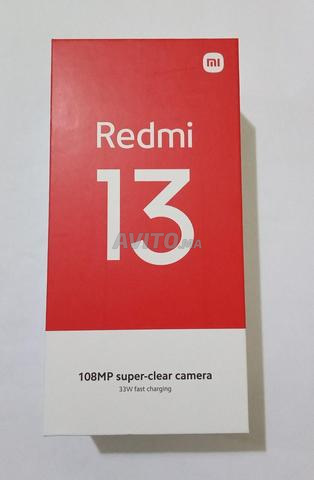 mi
Redmi
13
AVITO.ma
108MP super-clear camera
33W fast charging